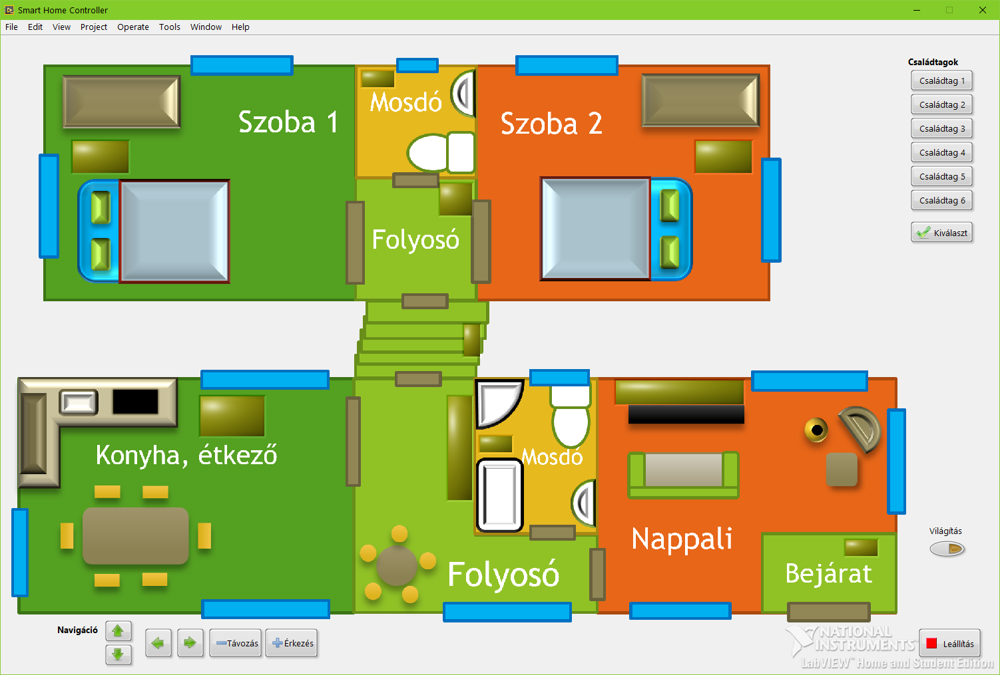 Smart Home Controller
File Edit View Project Operate Tools Window Help
Családtagok
Családtag 1
Családtag 2
Családtag 3
Családtag 4
Családtag 5
Családtag 6
Kiválaszt
Szoba 1
Mosdó
Szoba 2
Folyosó
Konyha, étkező
Mosdó
Nappali
Folyosó
Bejárat
Világítás
Navigáció
Távozás
Érkezés
NATIONAL
INSTRUMENTS™
LabVIEW™ Home and Student Edition
Leállítás